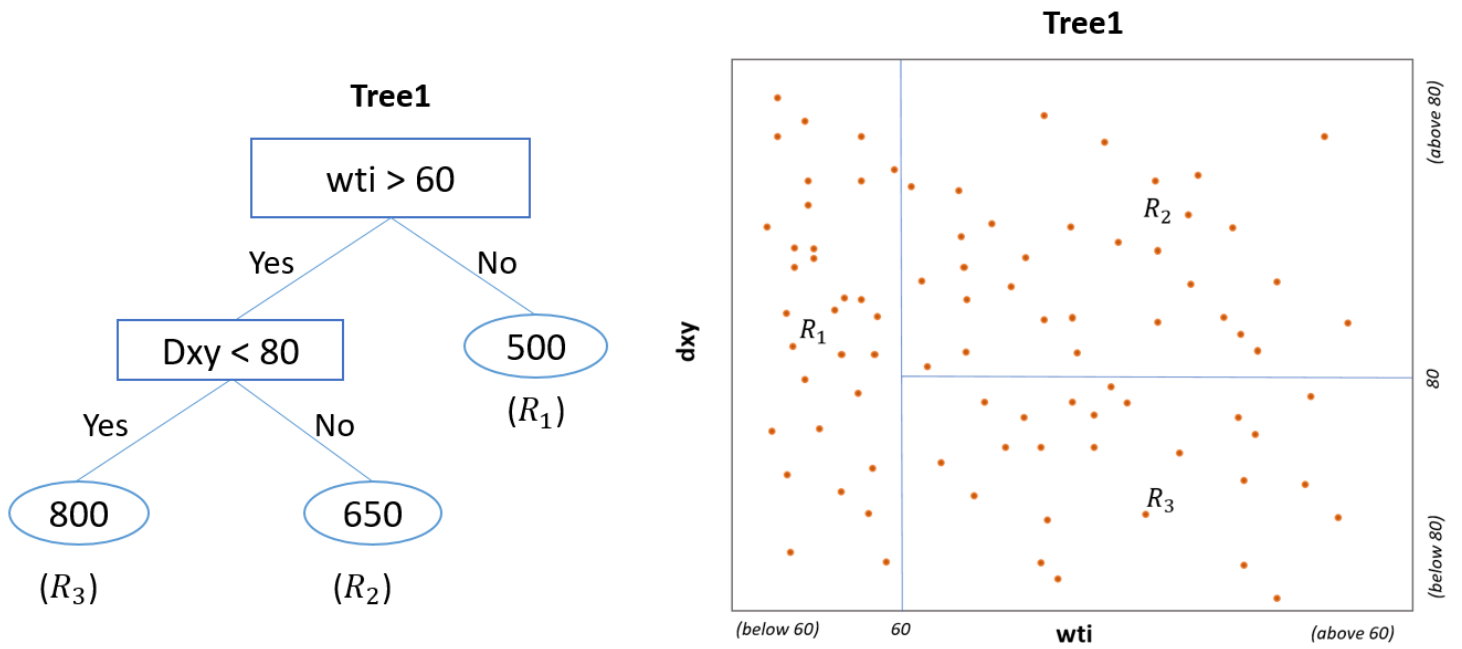 Tree1
wti > 60
Yes
No
Dxy < 80
500
(R₁)
Yes
No
800
650
(R₃)
(R₂)
Tree1
(above 80)
R₂
R₁
dxy
80
R₃
(below 80)
(below 60)
60
wti
(above 60)